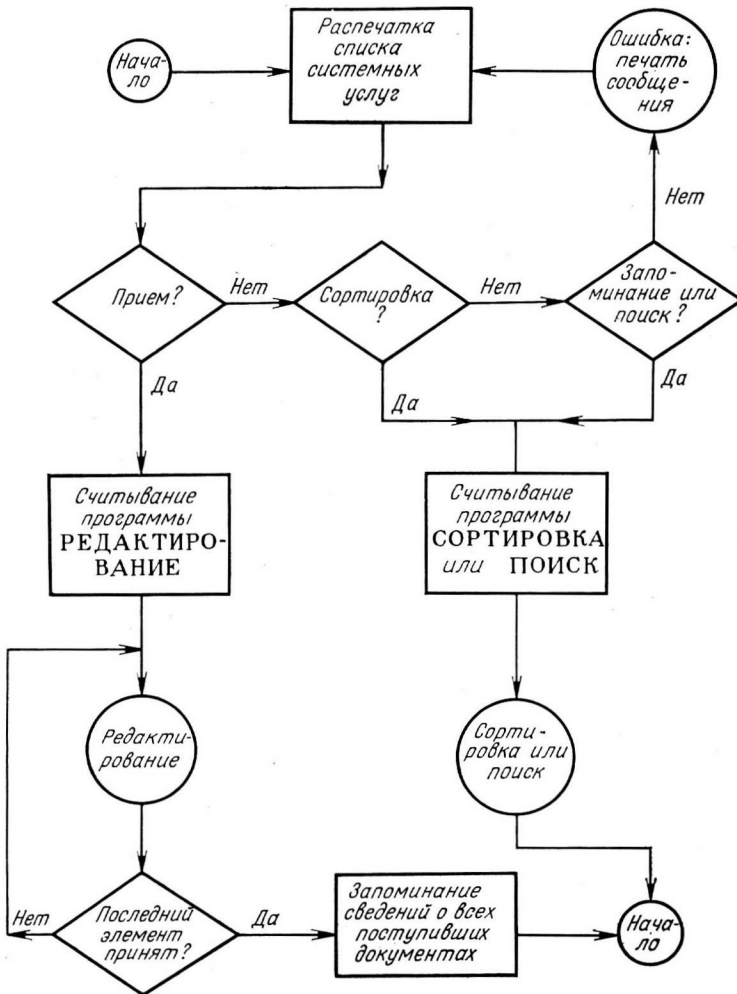 Нача-
ло
Распечатка
списка
системных
услуг
Ошибка:
печать
сообще-
ния
Нет
Прием?
Нет
Сортировка
?
Нет
Запо-
минание или
поиск?
Да
Да
Да
Считывание
программы
РЕДАКТИРО-
ВАНИЕ
Считывание
программы
СОРТИРОВКА
или ПОИСК
Редакти-
рование
Сорти-
ровка или
поиск
Нет
Последний
элемент
принят?
Да
Запоминание
сведений о всех
поступивших
документах
Нача-
ло